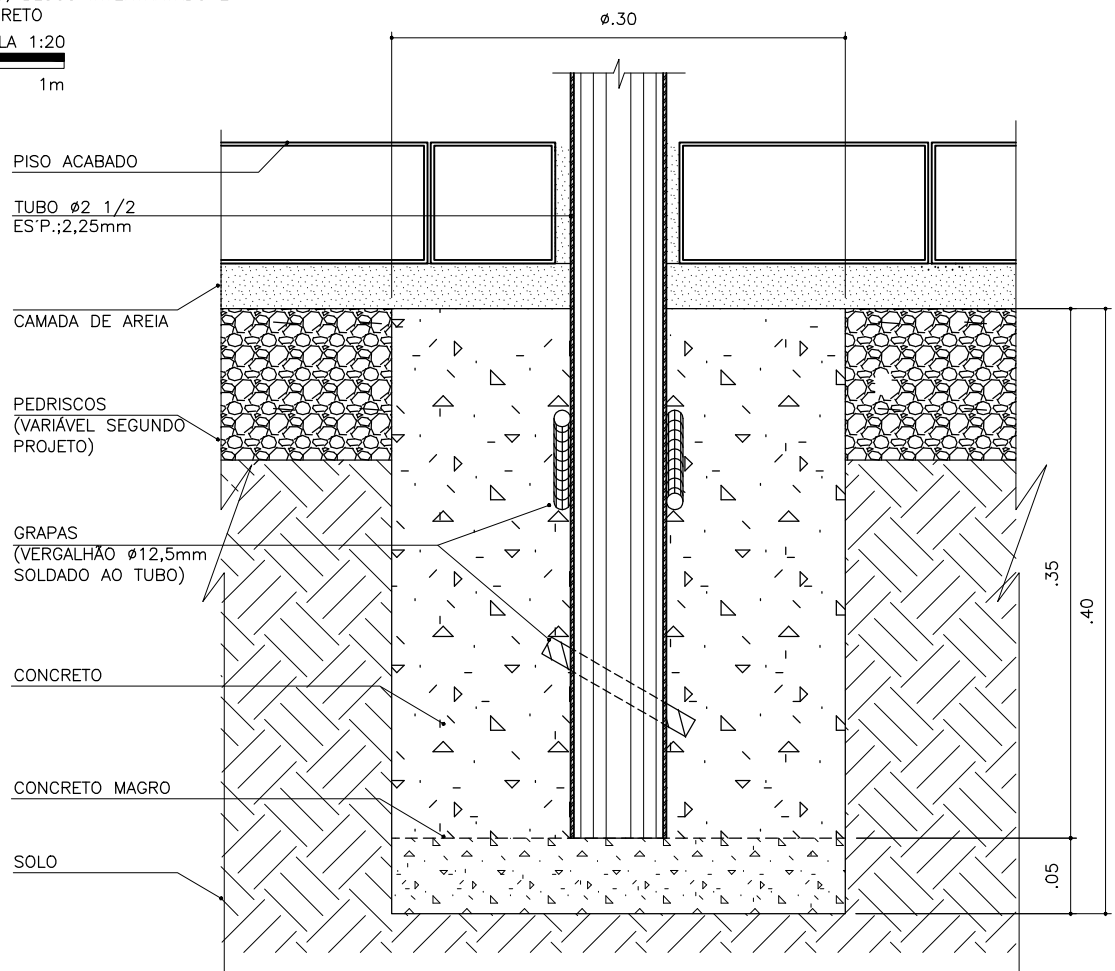 RETO
LA 1:20
1m
ø.30
PISO ACABADO
TUBO ø2 1/2
ES'P.;2,25mm
CAMADA DE AREIA
PEDRISCOS
(VARIÁVEL SEGUNDO
PROJETO)
GRAPAS
(VERGALHÃO ø12,5mm
SOLDADO AO TUBO)
CONCRETO
CONCRETO MAGRO
SOLO
.35
.40
.05